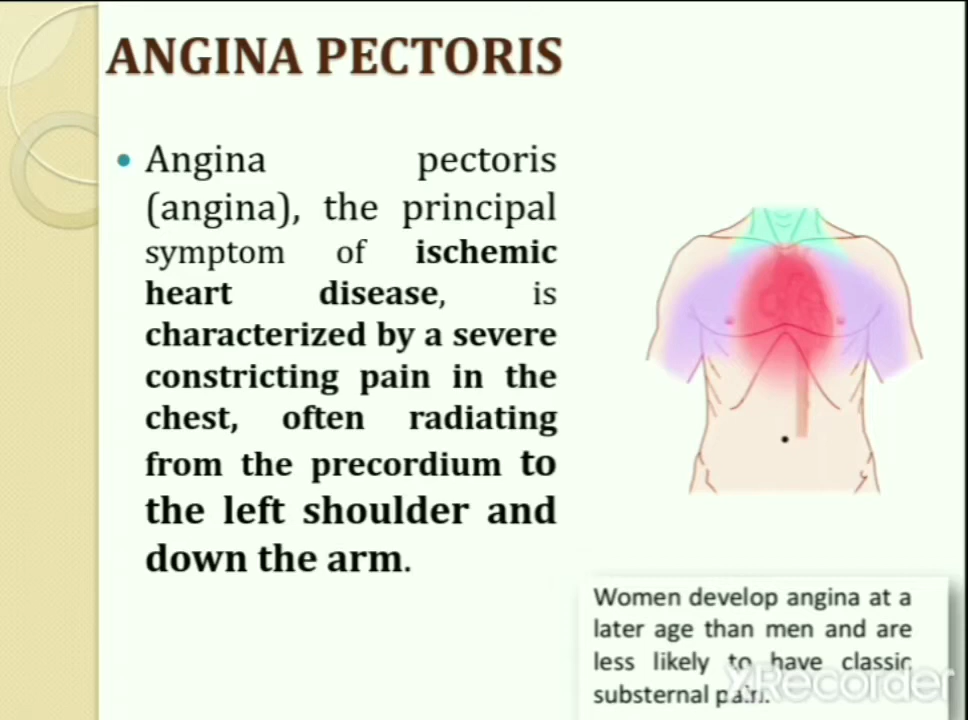 ANGINA PECTORIS
• Angina pectoris
(angina), the principal
symptom of ischemic
heart disease, is
characterized by a severe
constricting pain in the
chest, often radiating
from the precordium to
the left shoulder and
down the arm.
Women develop angina at a
later age than men and are
less likely to have classic
substernal pain.
XRecorder